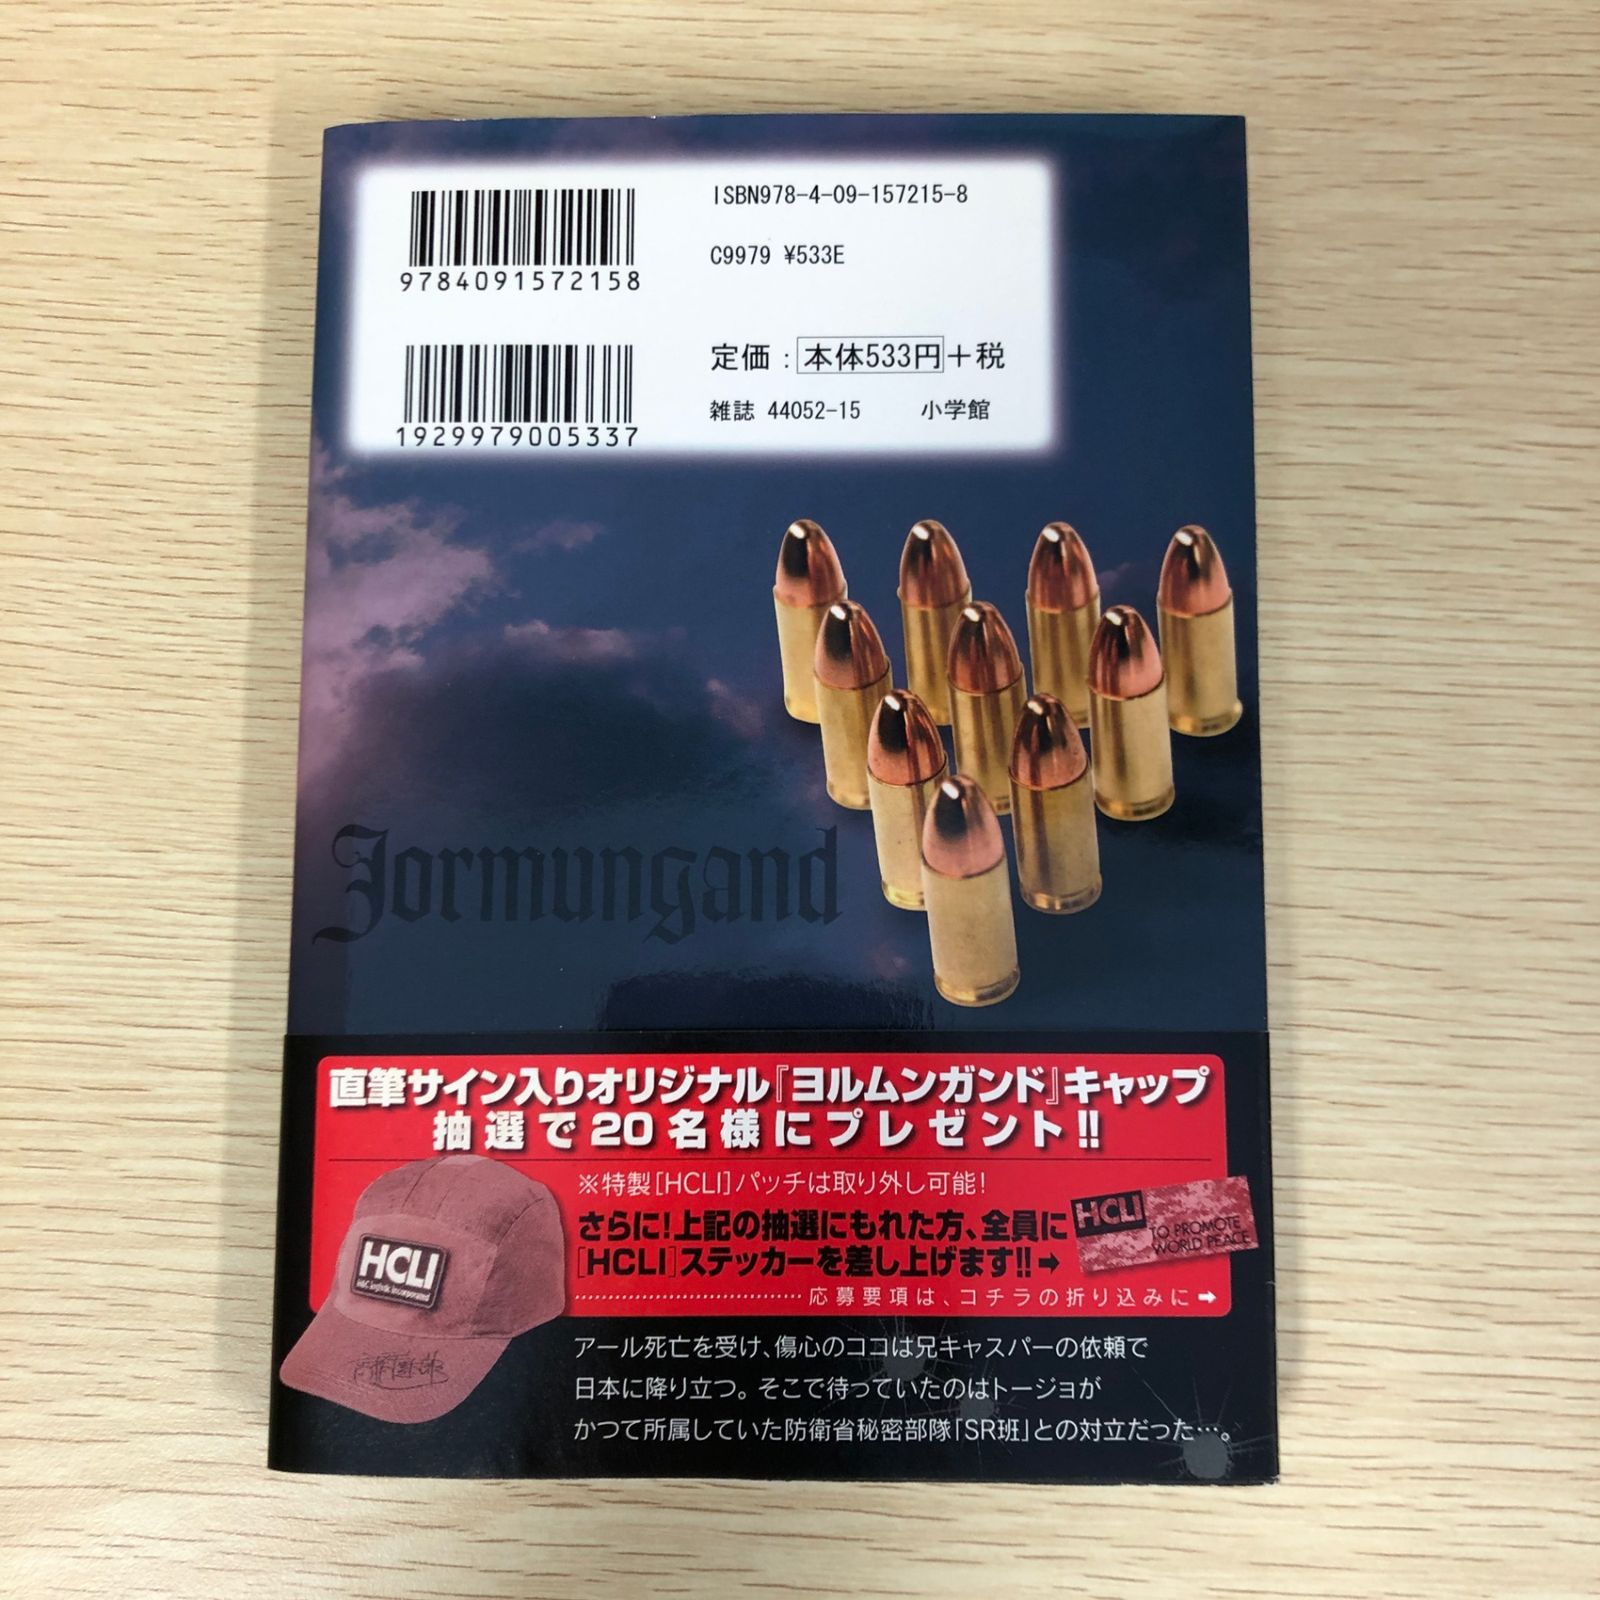 ISBN978-4-09-157215-8
9784091572158
C9979 ¥533E
定価：本体533円＋税
雑誌 44052-15 小学館
1929979005337
Jormungand
直筆サイン入りオリジナル『ヨルムンガンド』キャップ
抽選で20名様にプレゼント!!
※特製[HCLI]パッチは取り外し可能!
さらに!上記の抽選にもれた方、全員に
[HCLI]ステッカーを差し上げます!!➡
HCLI
TO PROMOTE
WORLD PEACE
HCLI
H&C Logistic Incorporated
応募要項は、コチラの折り込みに➡
アール死亡を受け、傷心のココは兄キャスパーの依頼で
日本に降り立つ。そこで待っていたのはトージョが
かつて所属していた防衛省秘密部隊「SR班」との対立だった…。